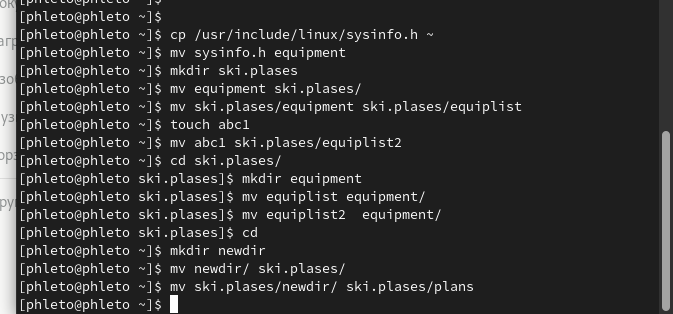 [phleto@phleto ~]$
[phleto@phleto ~]$ cp /usr/include/linux/sysinfo.h ~
[phleto@phleto ~]$ mv sysinfo.h equipment
[phleto@phleto ~]$ mkdir ski.plases
[phleto@phleto ~]$ mv equipment ski.plases/
[phleto@phleto ~]$ mv ski.plases/equipment ski.plases/equiplist
[phleto@phleto ~]$ touch abc1
[phleto@phleto ~]$ mv abc1 ski.plases/equiplist2
[phleto@phleto ~]$ cd ski.plases/
[phleto@phleto ski.plases]$ mkdir equipment
[phleto@phleto ski.plases]$ mv equiplist equipment/
[phleto@phleto ski.plases]$ mv equiplist2  equipment/
[phleto@phleto ski.plases]$ cd
[phleto@phleto ~]$ mkdir newdir
[phleto@phleto ~]$ mv newdir/ ski.plases/
[phleto@phleto ~]$ mv ski.plases/newdir/ ski.plases/plans
[phleto@phleto ~]$